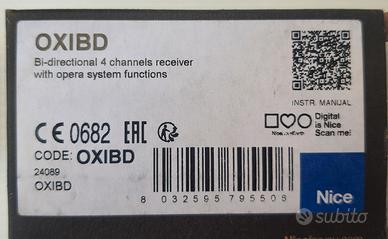 OXIBD
Bi-directional 4 channels receiver
with opera system functions
INSTR. MANUAL
Digital
is Nice
Scan me!
CE 0682 EAC
CODE: OXIBD
24089
OXIBD
8 032595 795506
Nice
subito